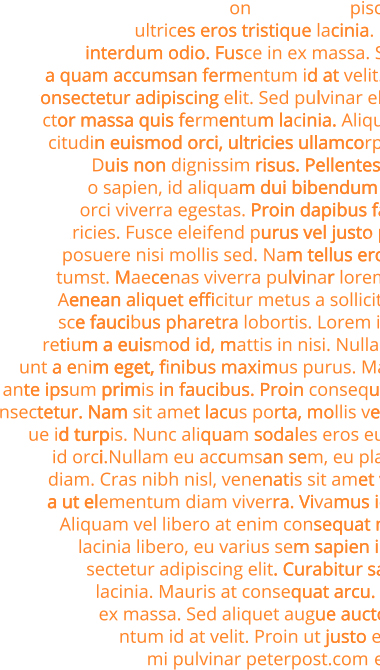 on pisc
ultrices eros tristique lacinia.
interdum odio. Fusce in ex massa. S
a quam accumsan fermentum id at velit.
onsectetur adipiscing elit. Sed pulvinar el
ctor massa quis fermentum lacinia. Aliqu
citudin euismod orci, ultricies ullamcorp
Duis non dignissim risus. Pellentes
o sapien, id aliquam dui bibendum
orci viverra egestas. Proin dapibus fa
ricies. Fusce eleifend purus vel justo p
posuere nisi mollis sed. Nam tellus erc
tumst. Maecenas viverra pulvinar loren
Aenean aliquet efficitur metus a sollicit
sce faucibus pharetra lobortis. Lorem i
retium a euismod id, mattis in nisi. Nulla
unt a enim eget, finibus maximus purus. Ma
ante ipsum primis in faucibus. Proin consequ
nsectetur. Nam sit amet lacus porta, mollis ve
ue id turpis. Nunc aliquam sodales eros eu
id orci.Nullam eu accumsan sem, eu pla
diam. Cras nibh nisl, venenatis sit amet
a ut elementum diam viverra. Vivamus i
Aliquam vel libero at enim consequat
lacinia libero, eu varius sem sapien i
sectetur adipiscing elit. Curabitur sa
lacinia. Mauris at consequat arcu.
ex massa. Sed aliquet augue aucto
ntum id at velit. Proin ut justo e
mi pulvinar peterpost.com e